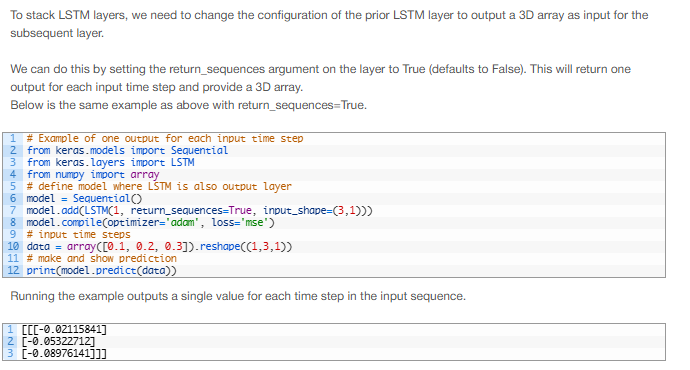 To stack LSTM layers, we need to change the configuration of the prior LSTM layer to output a 3D array as input for the
subsequent layer.
We can do this by setting the return_sequences argument on the layer to True (defaults to False). This will return one
output for each input time step and provide a 3D array.
Below is the same example as above with return_sequences=True.
1 # Example of one output for each input time step
2 from keras.models import Sequential
3 from keras.layers import LSTM
4 from numpy import array
5 # define model where LSTM is also output layer
6 model = Sequential()
7 model.add(LSTM(1, return_sequences=True, input_shape=(3,1)))
8 model.compile(optimizer='adam', loss='mse')
9 # input time steps
10 data = array([0.1, 0.2, 0.3]).reshape((1,3,1))
11 # make and show prediction
12 print(model.predict(data))
Running the example outputs a single value for each time step in the input sequence.
1 [[[-0.02115841]
2 [-0.05322712]
3 [-0.08976141]]]